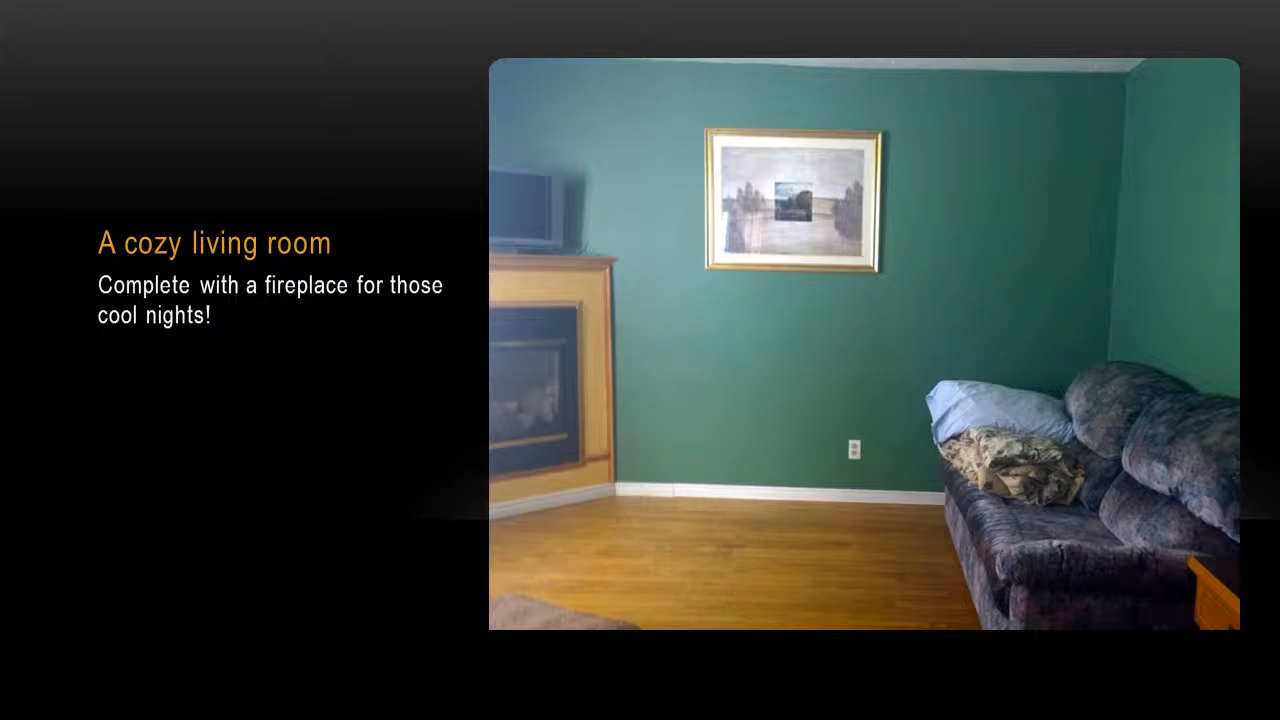 A cozy living room
Complete with a fireplace for those
cool nights!